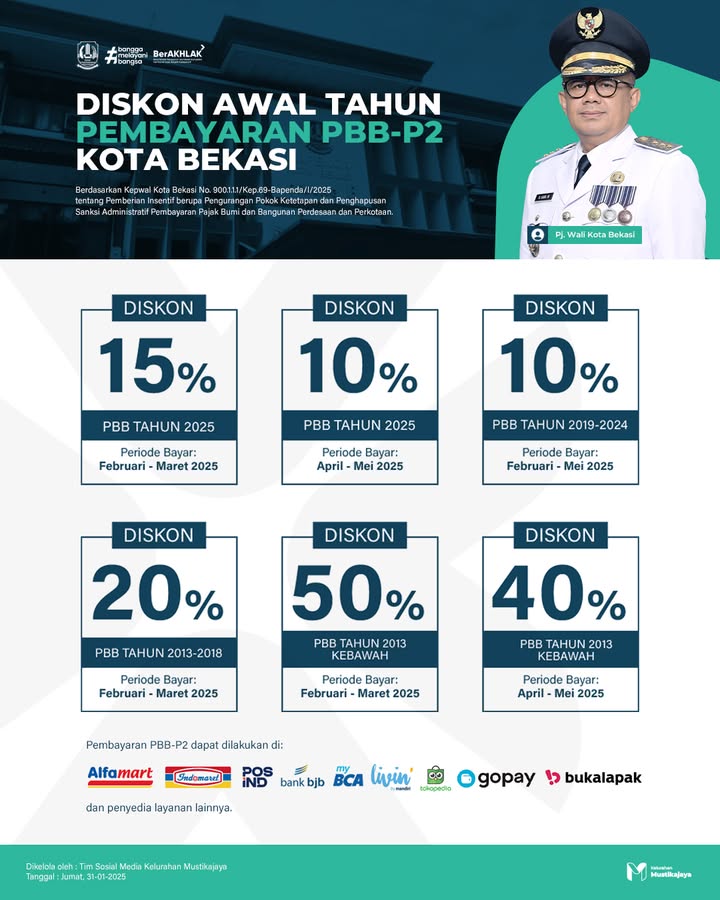 #bangga
melayani
bangsa
BerAKHLAK
DISKON AWAL TAHUN
PEMBAYARAN PBB-P2
KOTA BEKASI
Berdasarkan Kepwal Kota Bekasi No. 900.1.1.1/Kep.69-Bapenda/I/2025
tentang Pemberian Insentif berupa Pengurangan Pokok Ketetapan dan Penghapusan
Sanksi Administratif Pembayaran Pajak Bumi dan Bangunan Perdesaan dan Perkotaan.
Pj. Wali Kota Bekasi
DISKON
15%
PBB TAHUN 2025
Periode Bayar:
Februari - Maret 2025
DISKON
10%
PBB TAHUN 2025
Periode Bayar:
April - Mei 2025
DISKON
10%
PBB TAHUN 2019-2024
Periode Bayar:
Februari - Mei 2025
DISKON
20%
PBB TAHUN 2013-2018
Periode Bayar:
Februari - Maret 2025
DISKON
50%
PBB TAHUN 2013
KEBAWAH
Periode Bayar:
Februari - Maret 2025
DISKON
40%
PBB TAHUN 2013
KEBAWAH
Periode Bayar:
April - Mei 2025
Pembayaran PBB-P2 dapat dilakukan di:
Alfamart
Indomaret
POS
IND
bank bjb
my
BCA
livin'
by mandiri
tokopedia
gopay
bukalapak
dan penyedia layanan lainnya.
Dikelola oleh : Tim Sosial Media Kelurahan Mustikajaya
Tanggal : Jumat, 31-01-2025
Kelurahan
Mustikajaya